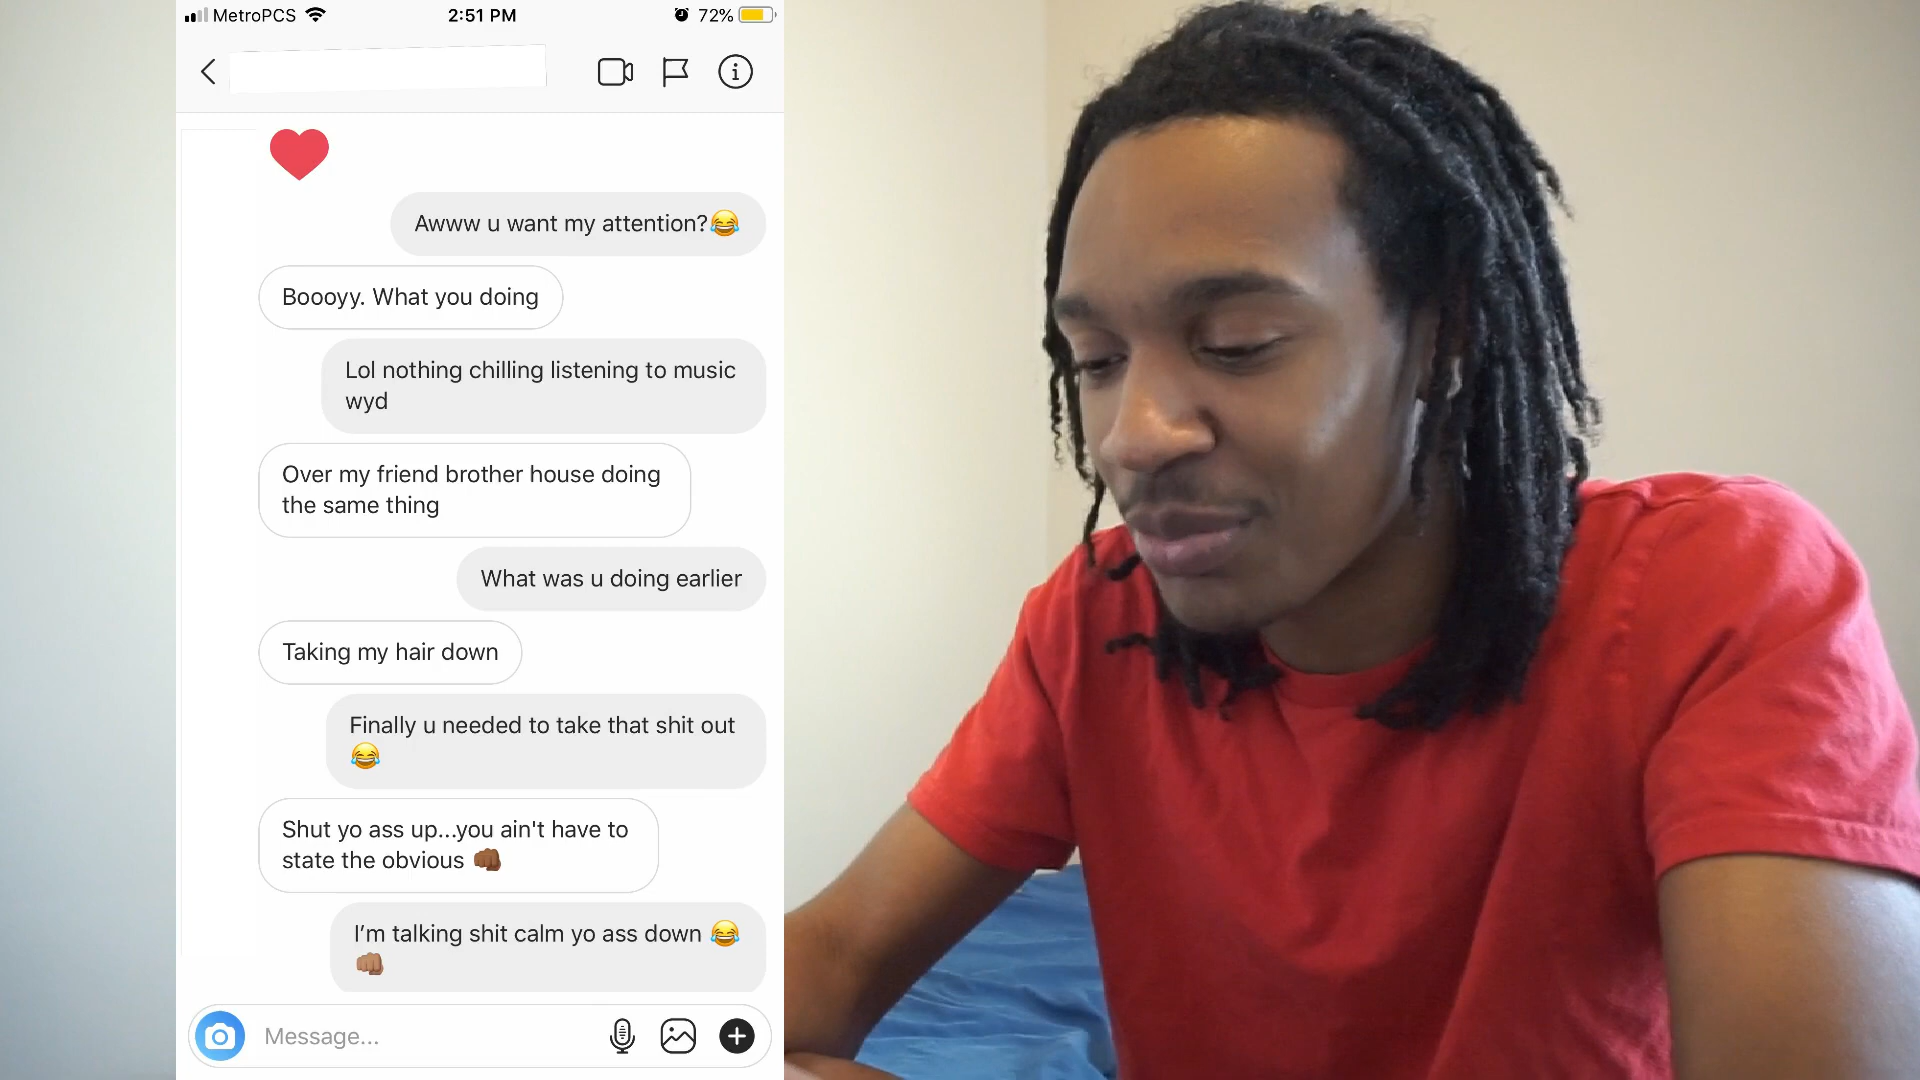 MetroPCS 2:51 PM 72%
Awww u want my attention?😂
Boooyy. What you doing
Lol nothing chilling listening to music
wyd
Over my friend brother house doing
the same thing
What was u doing earlier
Taking my hair down
Finally u needed to take that shit out
😂
Shut yo ass up...you ain't have to
state the obvious 👊🏾
I’m talking shit calm yo ass down 😂
👊🏽
Message...